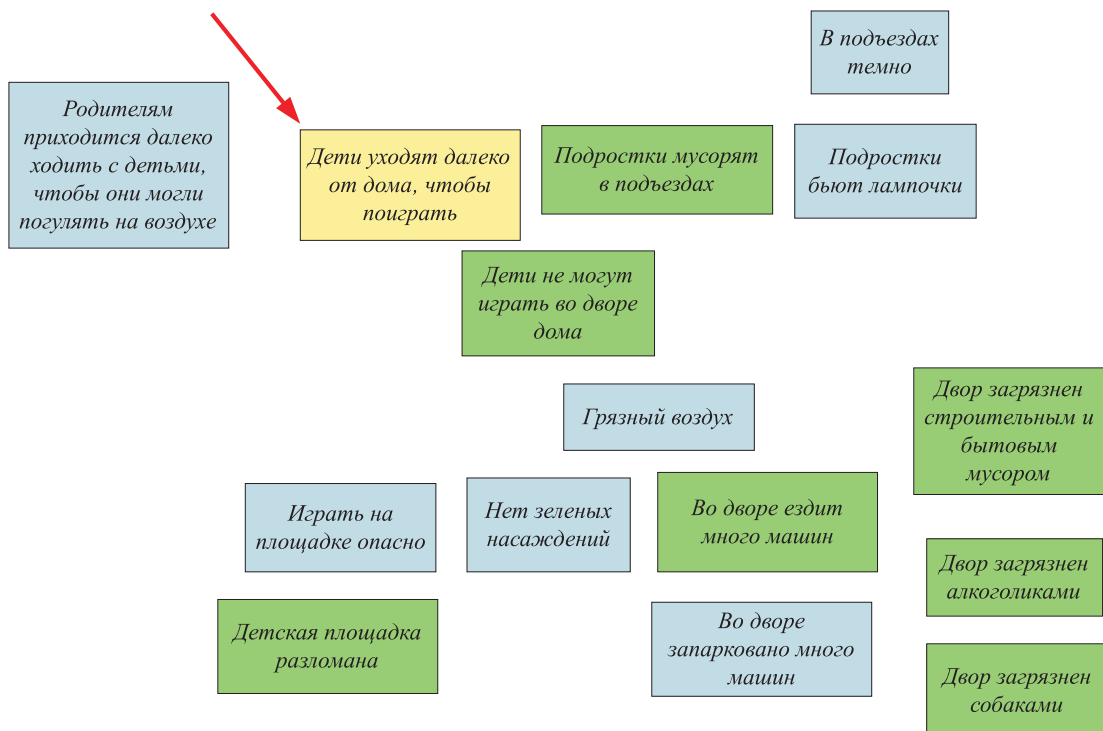 В подъездах
темно
Родителям
приходится далеко
ходить с детьми,
чтобы они могли
погулять на воздухе
Дети уходят далеко
от дома, чтобы
поиграть
Подростки мусорят
в подъездах
Подростки
бьют лампочки
Дети не могут
играть во дворе
дома
Грязный воздух
Двор загрязнен
строительным и
бытовым
мусором
Играть на
площадке опасно
Нет зеленых
насаждений
Во дворе ездит
много машин
Двор загрязнен
алкоголиками
Детская площадка
разломана
Во дворе
запарковано много
машин
Двор загрязнен
собаками